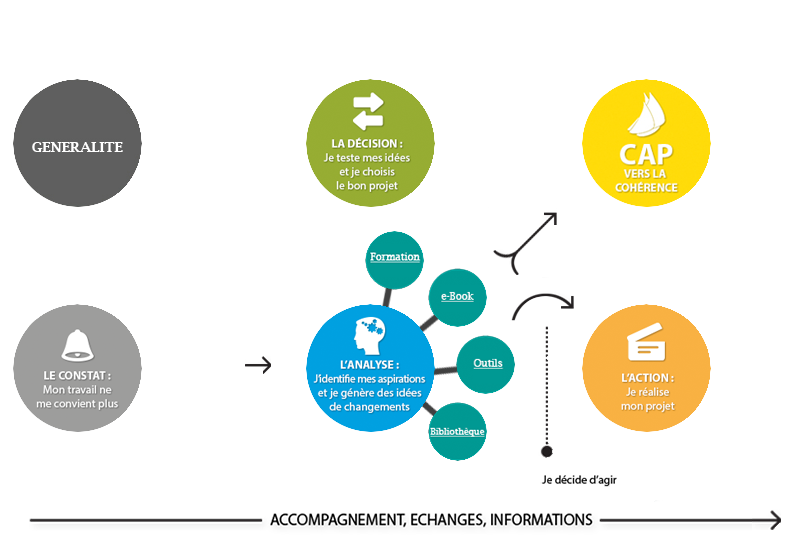 GENERALITE
LA DÉCISION :
Je teste mes idées
et je choisis
le bon projet
CAP
VERS LA
COHÉRENCE
Formation
e-Book
Outils
Bibliothèque
LE CONSTAT :
Mon travail ne
me convient plus
L'ANALYSE :
J'identifie mes aspirations
et je génère des idées
de changements
L'ACTION :
Je réalise
mon projet
Je décide d'agir
ACCOMPAGNEMENT, ECHANGES, INFORMATIONS